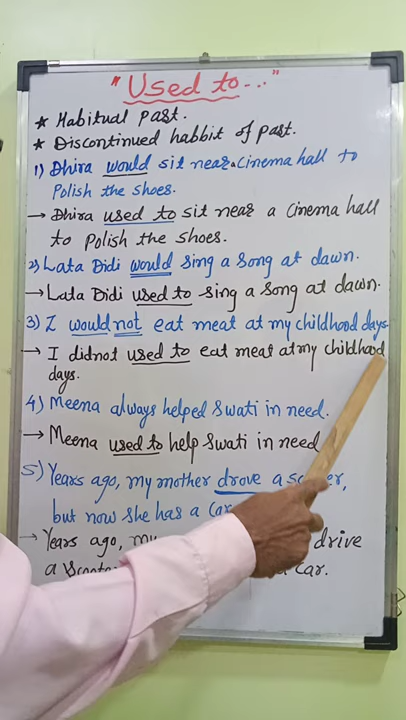 "Used to..."
★ Habitual Past.
★ Discontinued habbit of past.
1) Dhira would sit near a Cinema hall to
Polish the shoes.
→ Dhira used to sit near a Cinema hall
to Polish the shoes.
2) Lata Didi would sing a song at dawn.
→ Lata Didi used to sing a song at dawn.
3) I would not eat meat at my childhood days
→ I didnot used to eat meat at my childhood
days.
4) Meena always helped Swati in need.
→ Meena used to help Swati in need
5) Years ago, my mother drove a
but now she has a Car
→ Years ago, drive
a Car.